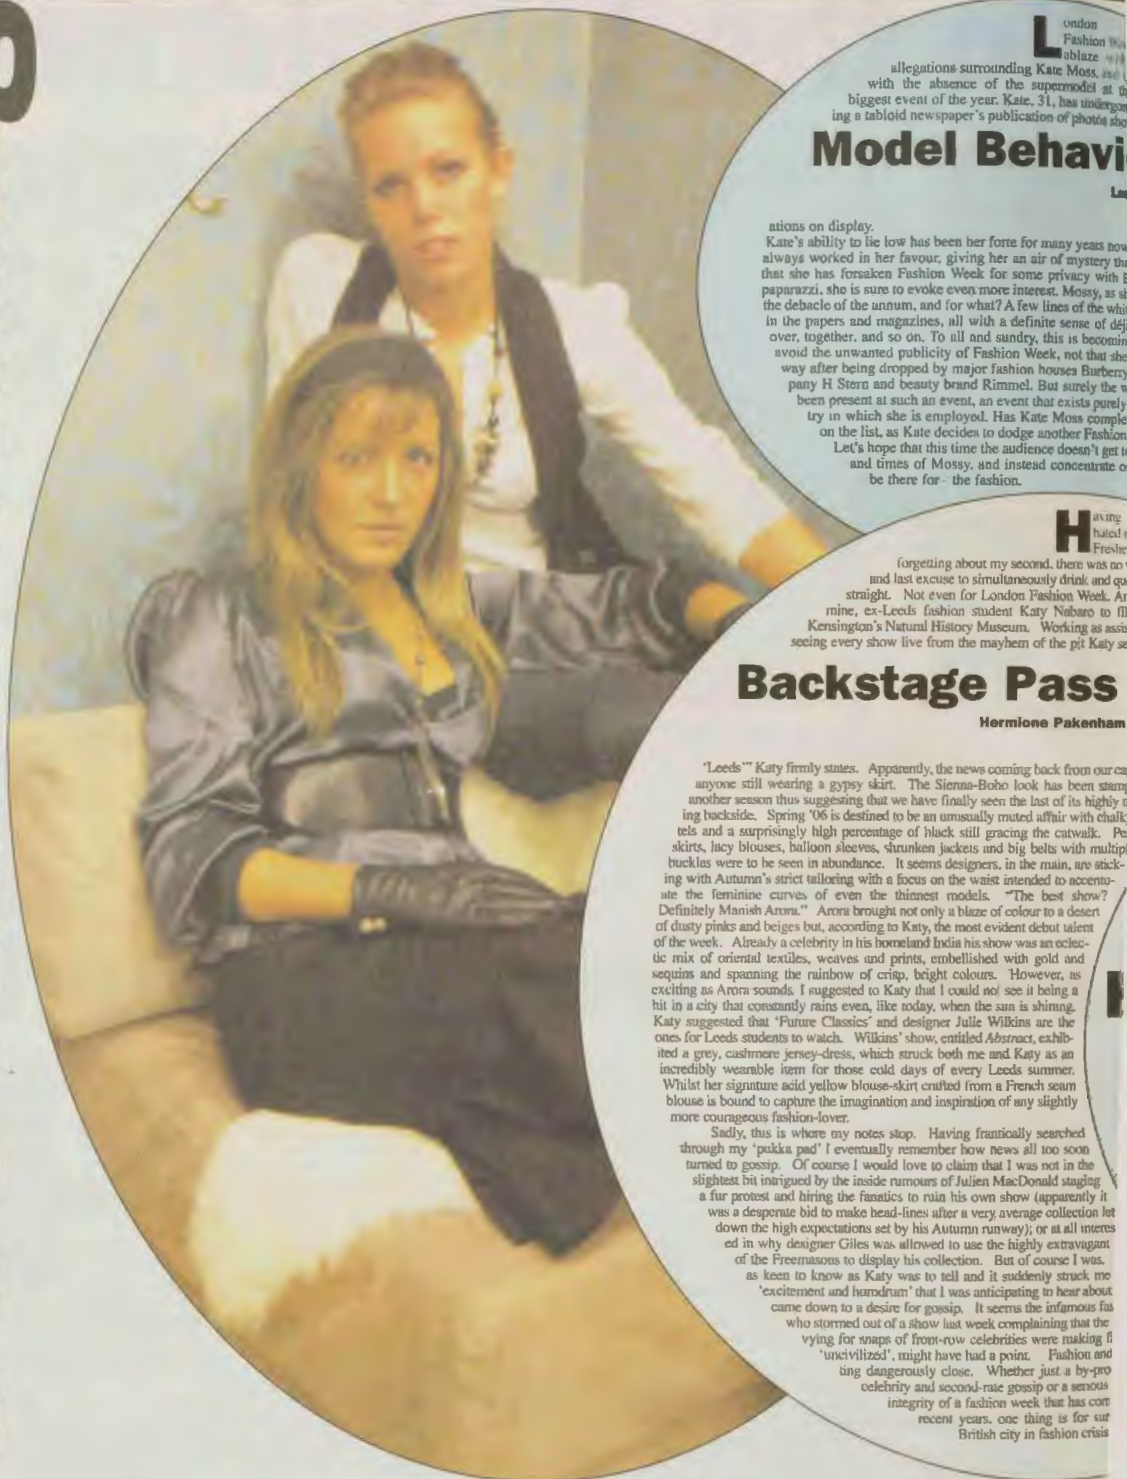 London
Fashion
ablaze
allegations surrounding Kate Moss,
with the absence of the supermodel at
biggest event of the year. Kate, 31, has
ing a tabloid newspaper's publication of photos
Model Behavi
ations on display.
Kate's ability to lie low has been her forte for many years now
always worked in her favour, giving her an air of mystery
that she has forsaken Fashion Week for some privacy with
paparazzi, she is sure to evoke even more interest. Mossy, as
the debacle of the annum, and for what? A few lines of the
in the papers and magazines, all with a definite sense of
over, together, and so on. To all and sundry, this is
avoid the unwanted publicity of Fashion Week, not that she
way after being dropped by major fashion houses Burberry
pany H Stern and beauty brand Rimmel. But surely the
been present at such an event, an event that exists purely
try in which she is employed. Has Kate Moss
on the list, as Kate decides to dodge another Fashion
Let's hope that this time the audience doesn't get
and times of Mossy, and instead concentrate
be there for - the fashion.
Having
hated
Freshe
forgetting about my second, there was no
and last excuse to simultaneously drink and
straight. Not even for London Fashion Week.
mine, ex-Leeds fashion student Katy Nabaro to
Kensington's Natural History Museum. Working as
seeing every show live from the mayhem of the pit Katy
Backstage Pass
Hermione Pakenham
'Leeds'" Katy firmly states. Apparently, the news coming back from our
anyone still wearing a gypsy skirt. The Sienna-Boho look has been
another season thus suggesting that we have finally seen the last of its highly
ing backside. Spring '06 is destined to be an unusually muted affair with
tels and a surprisingly high percentage of black still gracing the catwalk.
skirts, lacy blouses, balloon sleeves, shrunken jackets and big belts with
buckles were to be seen in abundance. It seems designers, in the main, are stick-
ing with Autumn's strict tailoring with a focus on the waist intended to accentu-
ate the feminine curves of even the thinnest models. "The best show?
Definitely Manish Arora." Arora brought not only a blaze of colour to a desert
of dusty pinks and beiges but, according to Katy, the most evident debut talent
of the week. Already a celebrity in his homeland India his show was an eclec-
tic mix of oriental textiles, weaves and prints, embellished with gold and
sequins and spanning the rainbow of crisp, bright colours. However, as
exciting as Arora sounds, I suggested to Katy that I could not see it being a
hit in a city that constantly rains even, like today, when the sun is shining.
Katy suggested that 'Future Classics' and designer Julie Wilkins are the
ones for Leeds students to watch. Wilkins' show, entitled Abstract, exhib-
ited a grey, cashmere jersey-dress, which struck both me and Katy as an
incredibly wearable item for those cold days of every Leeds summer.
Whilst her signature acid yellow blouse-skirt crafted from a French seam
blouse is bound to capture the imagination and inspiration of any slightly
more courageous fashion-lover.
Sadly, this is where my notes stop. Having frantically searched
through my 'pukka pad' I eventually remember how news all too soon
turned to gossip. Of course I would love to claim that I was not in the
slightest bit intrigued by the inside rumours of Julien MacDonald staging
a fur protest and hiring the fanatics to ruin his own show (apparently it
was a desperate bid to make head-lines after a very average collection let
down the high expectations set by his Autumn runway); or at all interes
ed in why designer Giles was allowed to use the highly extravagant
of the Freemasons to display his collection. But of course I was.
as keen to know as Katy was to tell and it suddenly struck me
'excitement and humdrum' that I was anticipating to hear about
came down to a desire for gossip. It seems the infamous fas
who stormed out of a show last week complaining that the
vying for snaps of front-row celebrities were making
'uncivilized', might have had a point. Fashion and
ting dangerously close. Whether just a by-pro
celebrity and second-rate gossip or a serious
integrity of a fashion week that has com
recent years, one thing is for sur
British city in fashion crisis